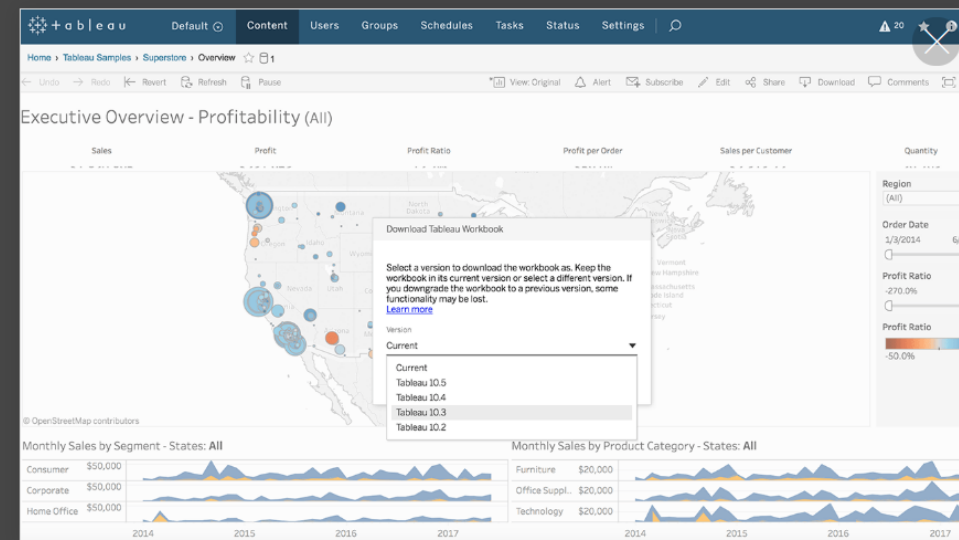 +ableau
Default
Content
Users
Groups
Schedules
Tasks
Status
Settings
20
Home › Tableau Samples › Superstore › Overview
1
Undo
Redo
Revert
Refresh
Pause
View: Original
Alert
Subscribe
Edit
Share
Download
Comments
Executive Overview - Profitability (All)
Sales
Profit
Profit Ratio
Profit per Order
Sales per Customer
Quantity
Region
(All)
Order Date
1/3/2014
Profit Ratio
-270.0%
Profit Ratio
-50.0%
North
Dakota
Idaho
Nevada
Utah
Vermont
Download Tableau Workbook
Select a version to download the workbook as. Keep the
workbook in its current version or select a different version. If
you downgrade the workbook to a previous version, some
functionality may be lost.
Learn more
Version
Current
Current
Tableau 10.5
Tableau 10.4
Tableau 10.3
Tableau 10.2
© OpenStreetMap contributors
Monthly Sales by Segment - States: All
Consumer
$50,000
Corporate
$50,000
Home Office
$50,000
2014
2015
2016
2017
Monthly Sales by Product Category - States: All
Furniture
$20,000
Office Suppl..
$20,000
Technology
$20,000
2014
2015
2016
2017